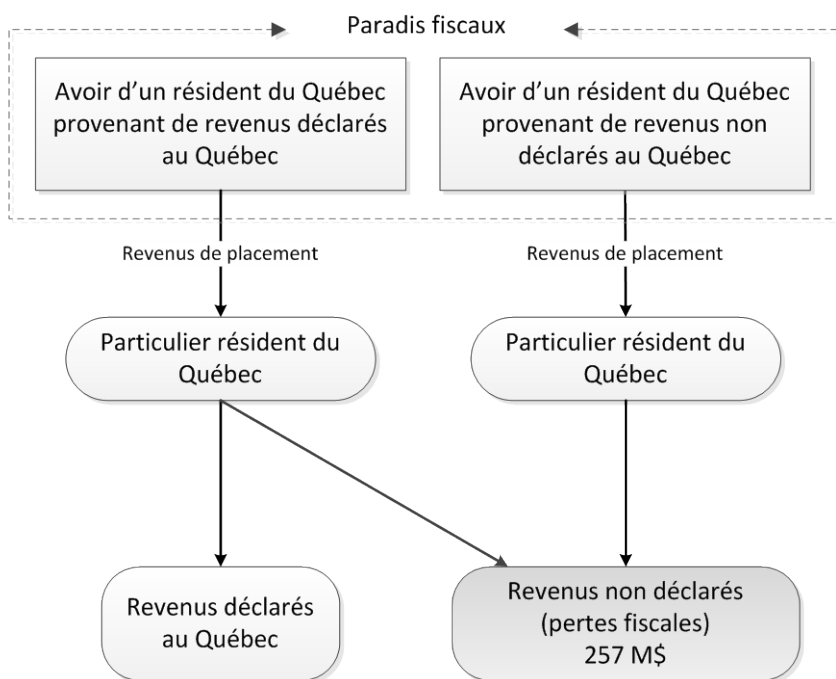 Paradis fiscaux
Avoir d'un résident du Québec
provenant de revenus déclarés
au Québec
Avoir d'un résident du Québec
provenant de revenus non
déclarés au Québec
Revenus de placement
Revenus de placement
Particulier résident du
Québec
Particulier résident du
Québec
Revenus déclarés
au Québec
Revenus non déclarés
(pertes fiscales)
257 M$